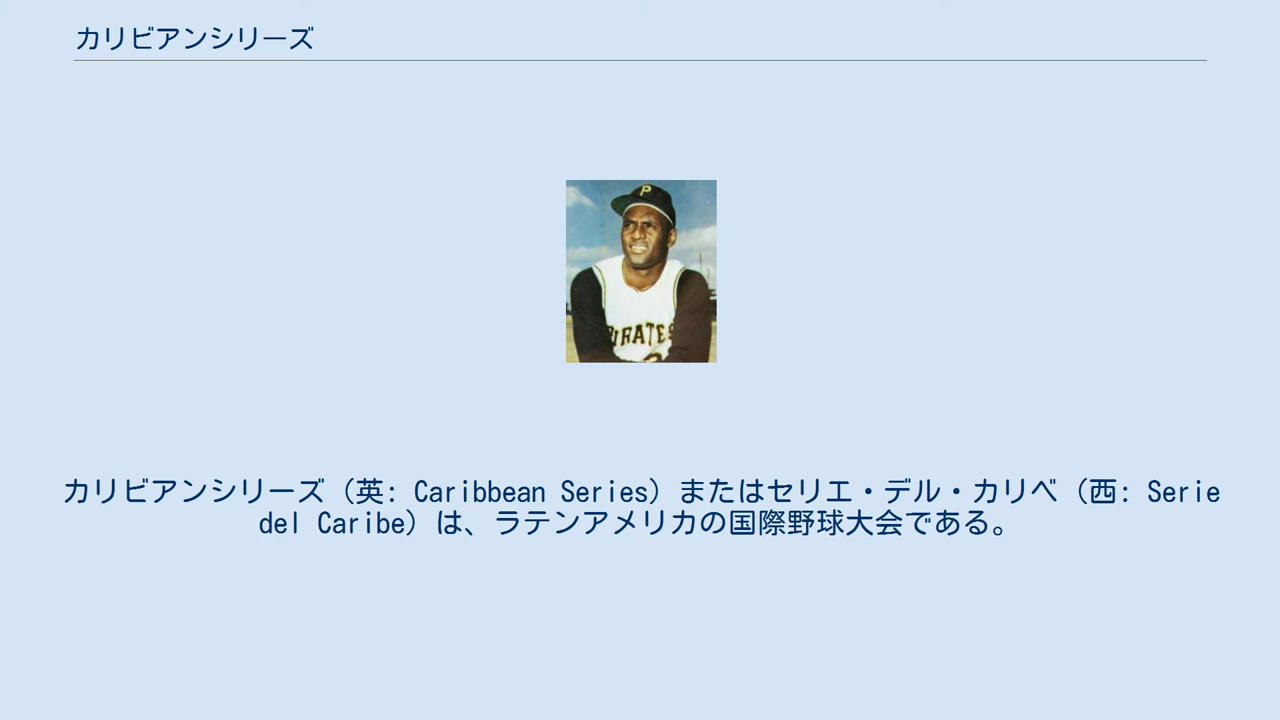 カリビアンシリーズ
P
PIRATES
カリビアンシリーズ（英: Caribbean Series）またはセリエ・デル・カリベ（西: Serie
del Caribe）は、ラテンアメリカの国際野球大会である。